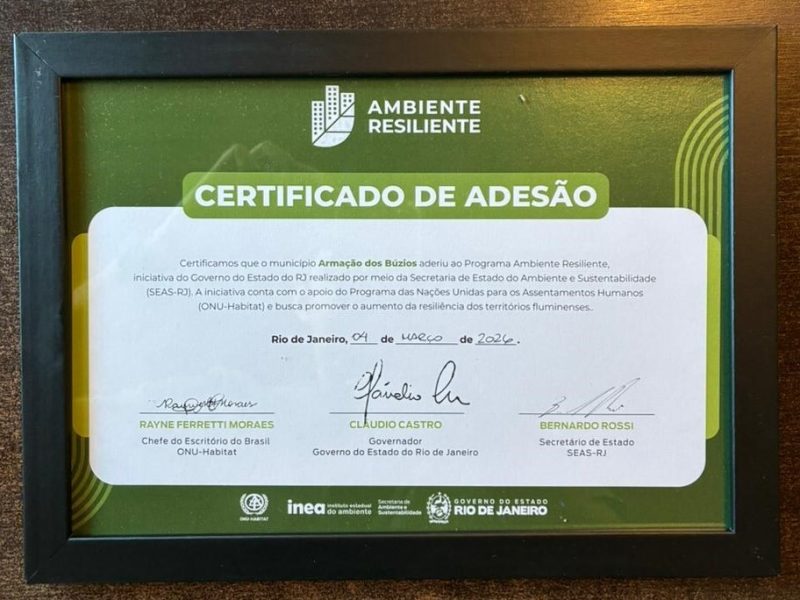 AMBIENTE
RESILIENTE
CERTIFICADO DE ADESÃO
Certificamos que o município Armação dos Búzios aderiu ao Programa Ambiente Resiliente,
iniciativa do Governo do Estado do RJ realizado por meio da Secretaria de Estado do Ambiente e Sustentabilidade
(SEAS-RJ). A iniciativa conta com o apoio do Programa das Nações Unidas para os Assentamentos Humanos
(ONU-Habitat) e busca promover o aumento da resiliência dos territórios fluminenses..
Rio de Janeiro, 04 de MARÇO de 2026.
RAYNE FERRETTI MORAES
Chefe do Escritório do Brasil
ONU-Habitat
CLAUDIO CASTRO
Governador
Governo do Estado do Rio de Janeiro
BERNARDO ROSSI
Secretário de Estado
SEAS-RJ
ONU-HABITAT
inea instituto estadual do ambiente
Secretaria de Ambiente e Sustentabilidade
GOVERNO DO ESTADO
RIO DE JANEIRO